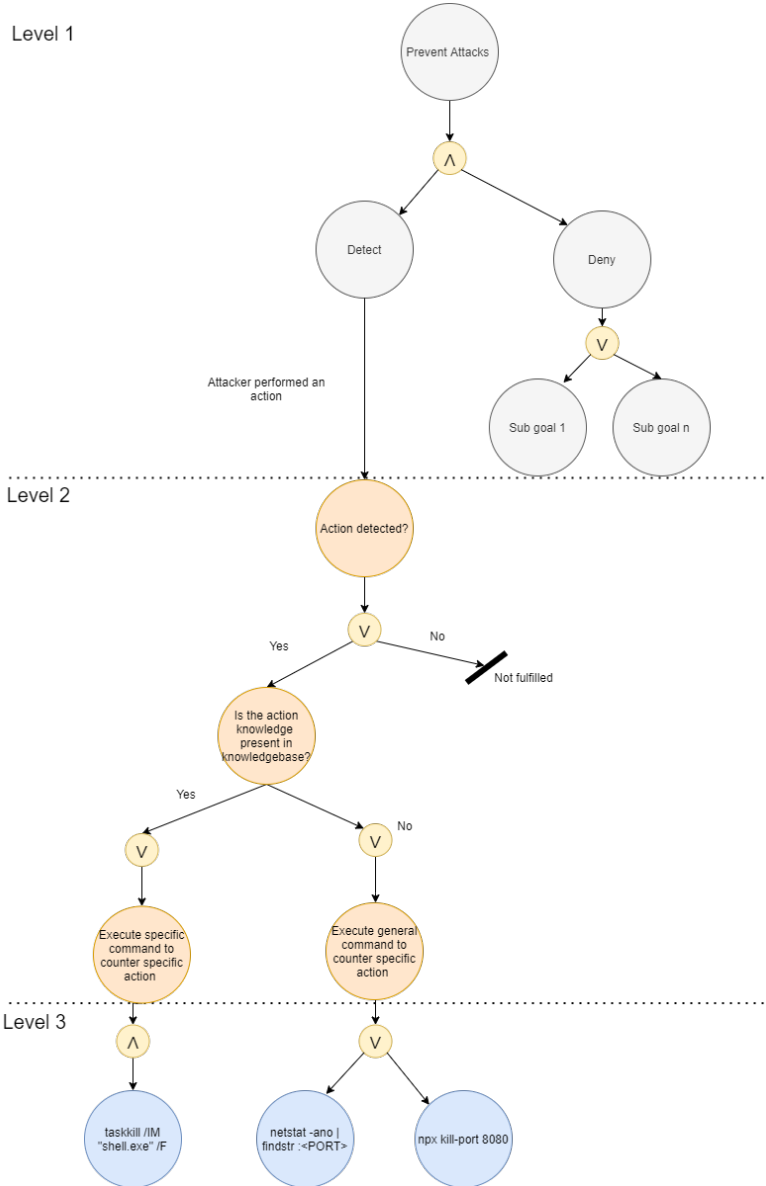 Level 1
Prevent Attacks
Λ
Detect
Deny
V
Attacker performed an
action
Sub goal 1
Sub goal n
Level 2
Action detected?
V
Yes
No
Not fulfilled
Is the action
knowledge
present in
knowledgebase?
Yes
No
V
V
Execute specific
command to
counter specific
action
Execute general
command to
counter specific
action
Level 3
Λ
V
taskkill /IM
"shell.exe" /F
netstat -ano |
findstr :<PORT>
npx kill-port 8080